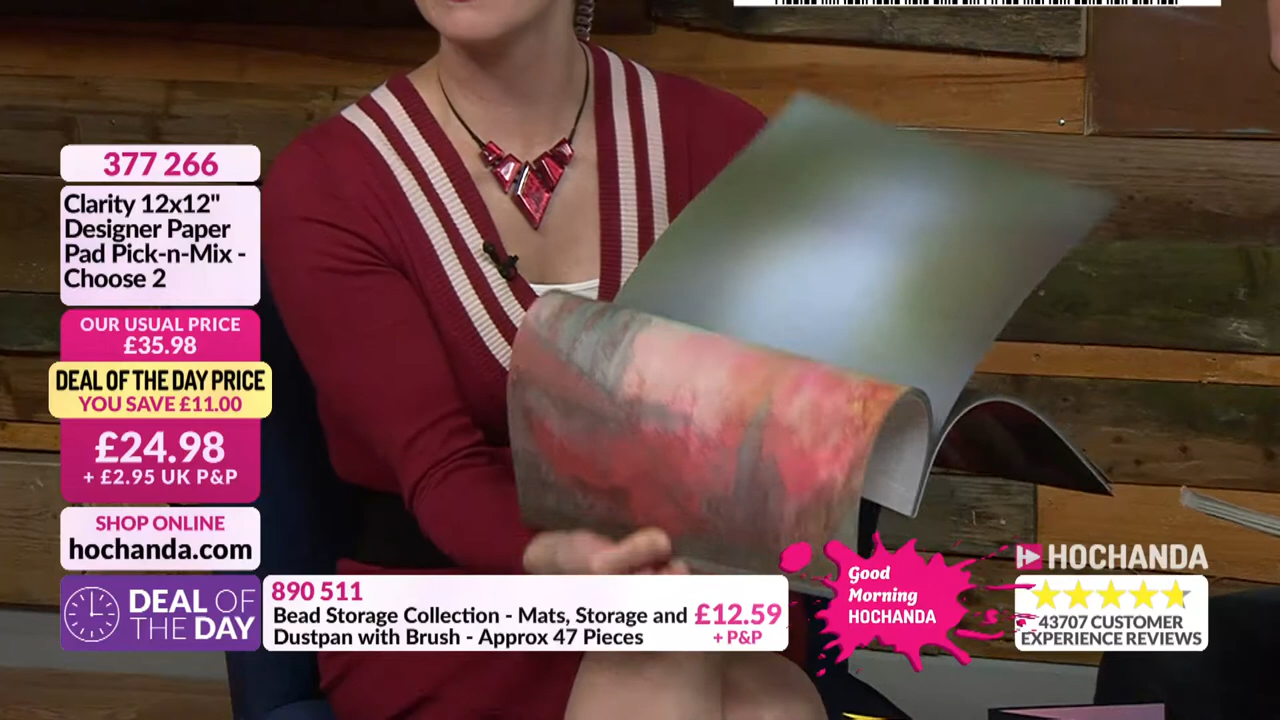 377 266
Clarity 12x12"
Designer Paper
Pad Pick-n-Mix -
Choose 2
OUR USUAL PRICE
£35.98
DEAL OF THE DAY PRICE
YOU SAVE £11.00
£24.98
+ £2.95 UK P&P
SHOP ONLINE
hochanda.com
DEAL OF
THE DAY
890 511
Bead Storage Collection - Mats, Storage and
Dustpan with Brush - Approx 47 Pieces
£12.59
+ P&P
Good
Morning
HOCHANDA
HOCHANDA
43707 CUSTOMER
EXPERIENCE REVIEWS